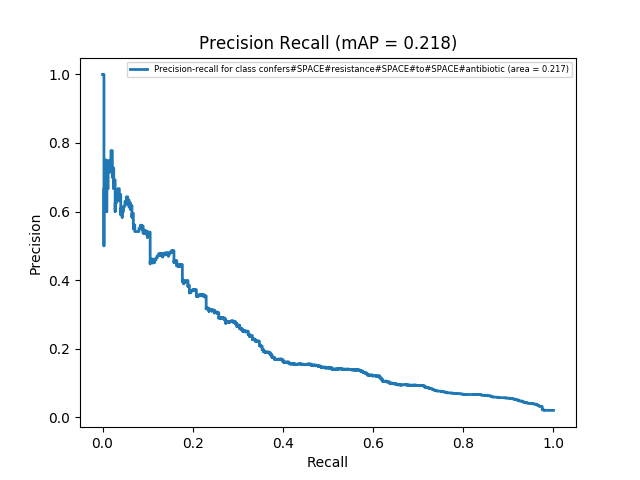 Precision Recall (mAP = 0.218)
Precision-recall for class confers#SPACE#resistance#SPACE#to#SPACE#antibiotic (area = 0.217)
1.0
0.8
0.6
0.4
0.2
0.0
Precision
0.0 0.2 0.4 0.6 0.8 1.0
Recall